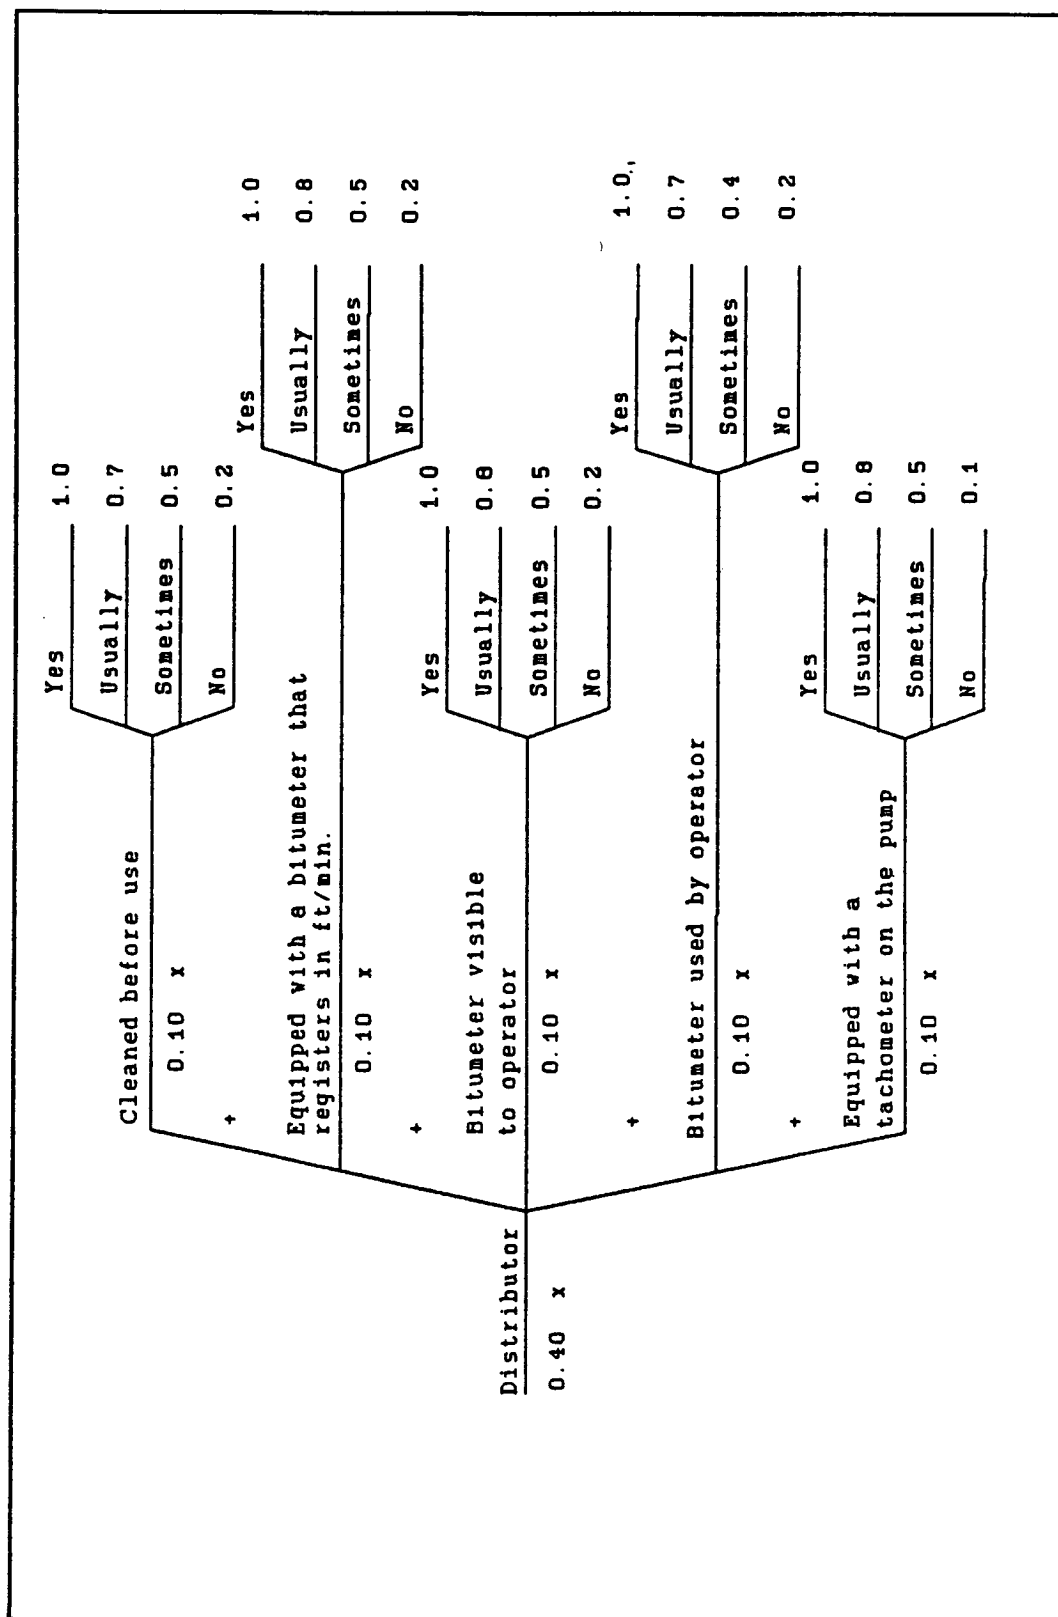 Cleaned before use
0.10 x
Yes 1.0
Usually 0.7
Sometimes 0.5
No 0.2
+
Equipped with a bitumeter that
registers in ft/min.
0.10 x
Yes 1.0
Usually 0.8
Sometimes 0.5
No 0.2
+
Distributor
0.40 x
Bitumeter visible
to operator
0.10 x
Yes 1.0
Usually 0.8
Sometimes 0.5
No 0.2
+
Bitumeter used by operator
0.10 x
Yes 1.0
Usually 0.7
Sometimes 0.4
No 0.2
+
Equipped with a
tachometer on the pump
0.10 x
Yes 1.0
Usually 0.8
Sometimes 0.5
No 0.1